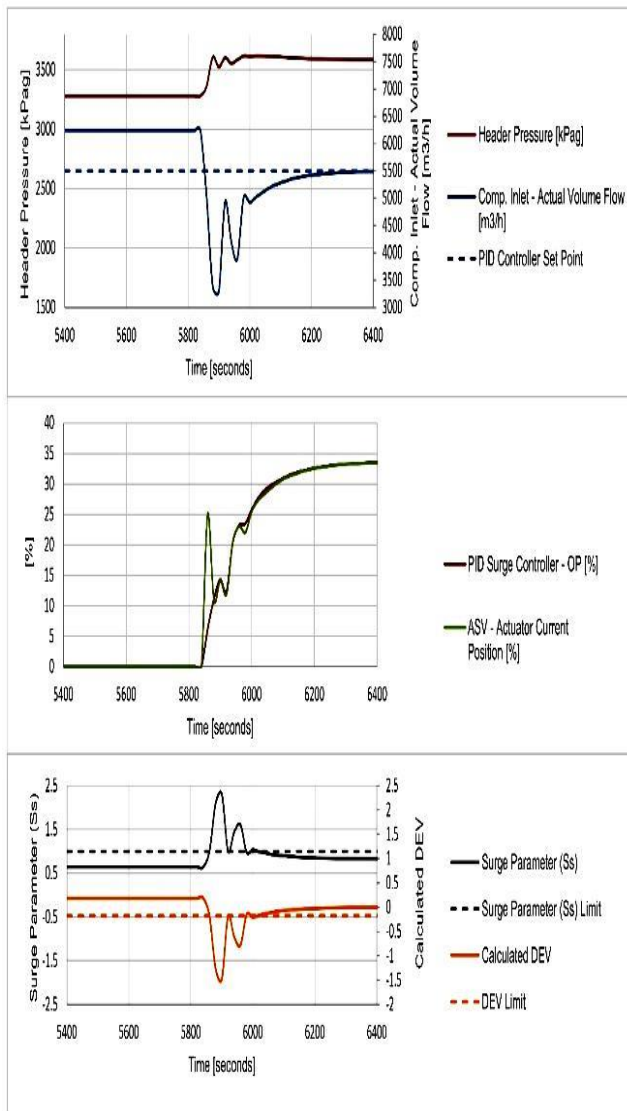 8000
7500
7000
6500
6000
5500
5000
4500
4000
3500
3000
3500
3000
2500
2000
1500
Header Pressure [kPag]
Comp. Inlet - Actual Volume
Flow [m3/h]
5400 5600 5800 6000 6200 6400
Time [seconds]
Header Pressure [kPag]
Comp. Inlet - Actual Volume Flow
[m3/h]
PID Controller Set Point
40
35
30
25
20
15
10
5
0
[%]
5400 5600 5800 6000 6200 6400
Time [seconds]
PID Surge Controller - OP [%]
ASV - Actuator Current
Position [%]
2.5
1.5
0.5
-0.5
-1.5
-2.5
Surge Parameter (Ss)
2.5
2
1.5
1
0.5
0
-0.5
-1
-1.5
-2
Calculated DEV
5400 5600 5800 6000 6200 6400
Time [seconds]
Surge Parameter (Ss)
Surge Parameter (Ss) Limit
Calculated DEV
DEV Limit